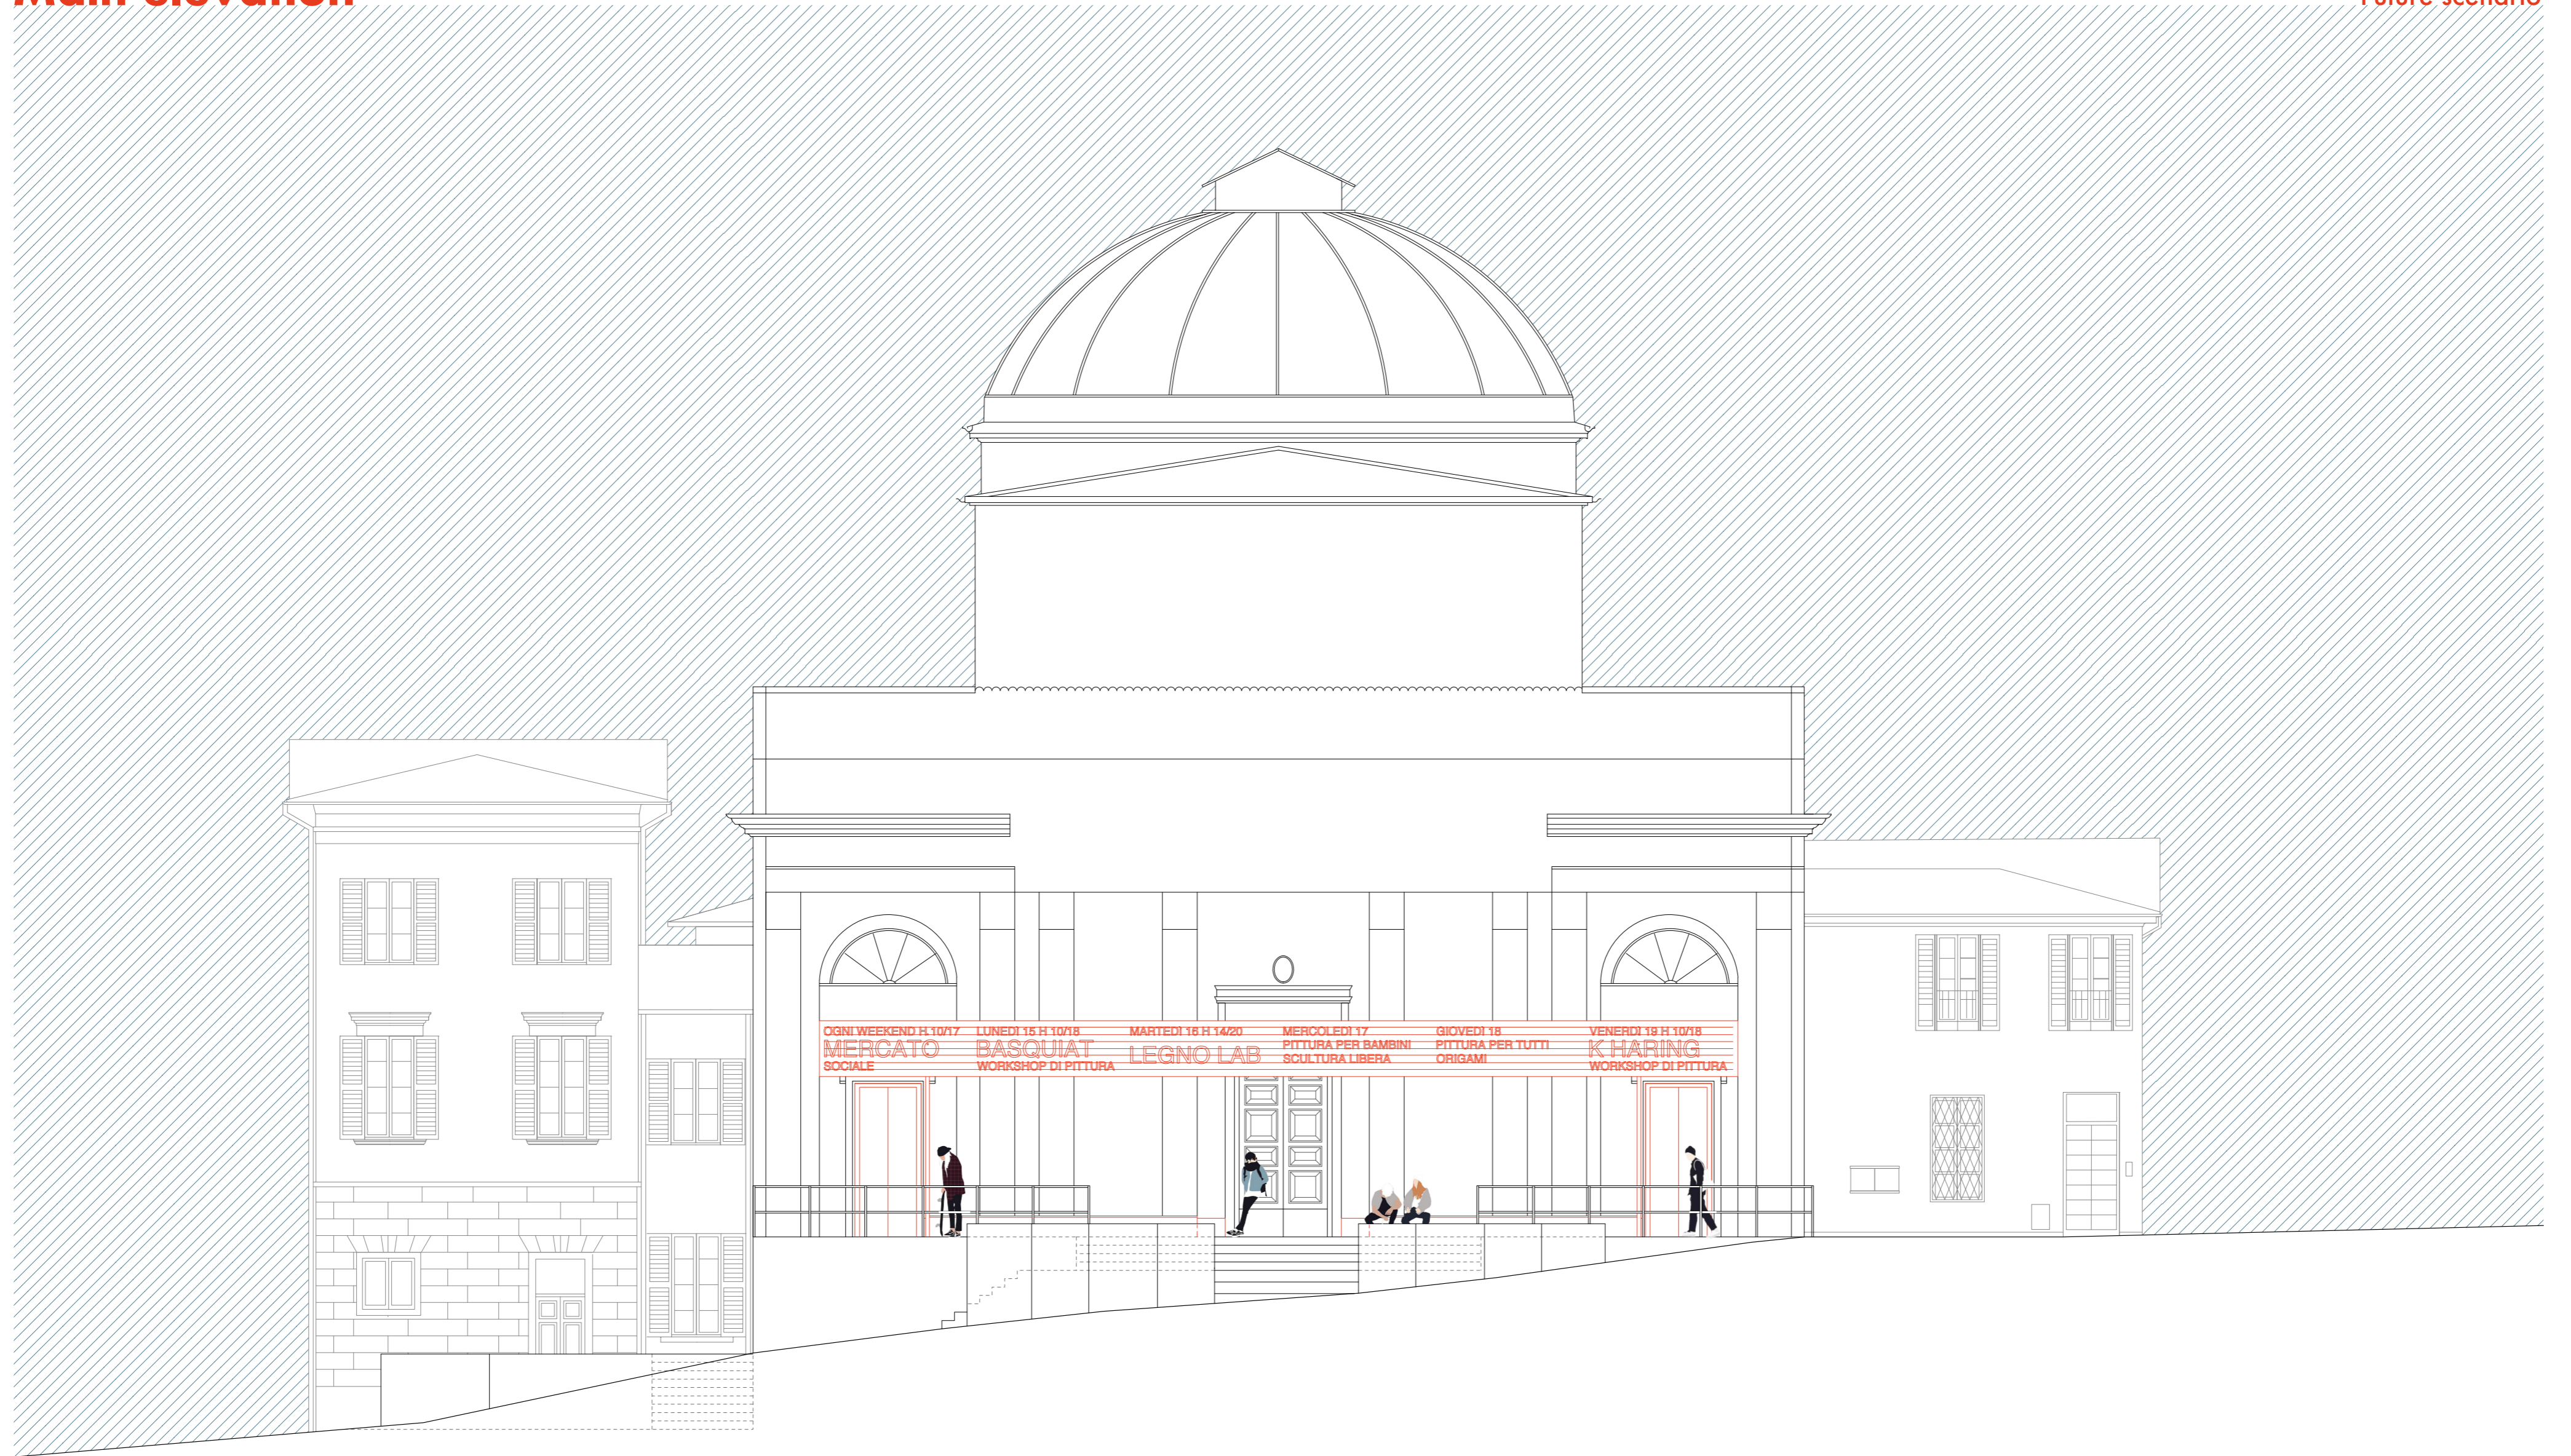 Main elevation
Future scenario
OGNI WEEKEND H.10/17
MERCATO
SOCIALE
LUNEDÌ 15 H 10/18
BASQUIAT
WORKSHOP DI PITTURA
MARTEDÌ 16 H 14/20
LEGNO LAB
MERCOLEDÌ 17
PITTURA PER BAMBINI
SCULTURA LIBERA
GIOVEDÌ 18
PITTURA PER TUTTI
ORIGAMI
VENERDÌ 19 H 10/18
K HARING
WORKSHOP DI PITTURA